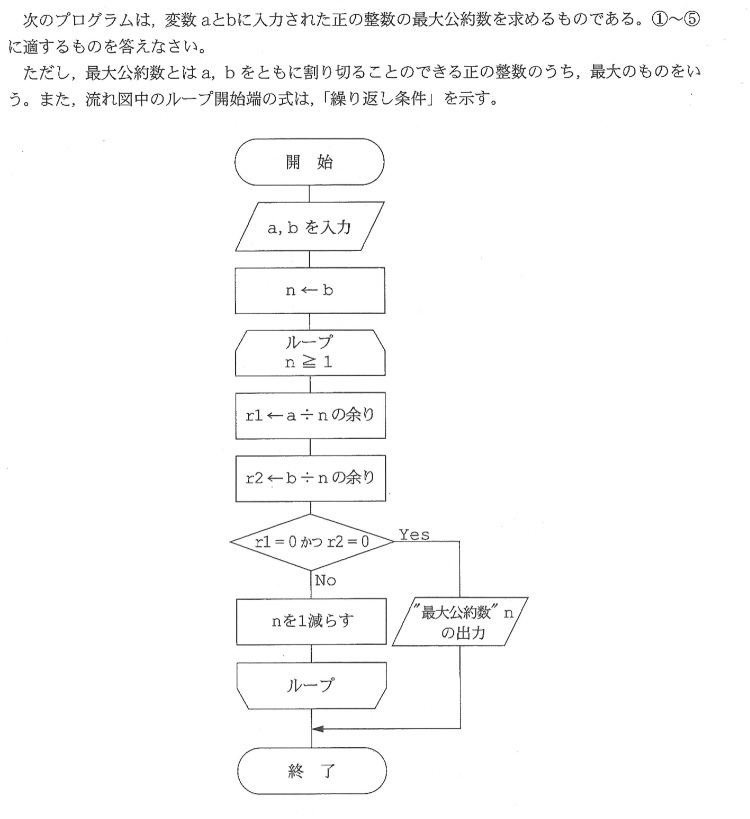 次のプログラムは，変数aとbに入力された正の整数の最大公約数を求めるものである。①～⑤
に適するものを答えなさい。
ただし，最大公約数とはa，bをともに割り切ることのできる正の整数のうち，最大のものをい
う。また，流れ図中のループ開始端の式は，「繰り返し条件」を示す。
開　始
a, b を入力
n ← b
ループ
n ≧ 1
r1 ← a ÷ n の余り
r2 ← b ÷ n の余り
r1 = 0 かつ r2 = 0
Yes
No
nを1減らす
"最大公約数" n
の出力
ループ
終　了